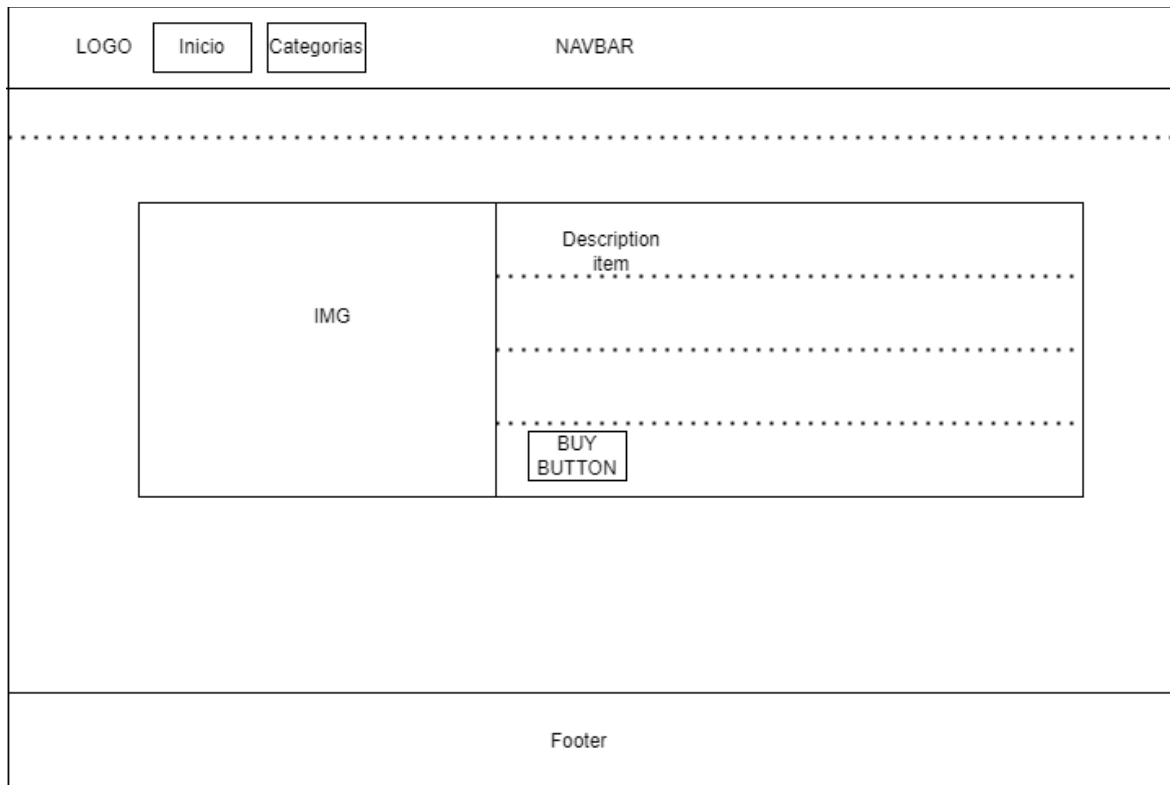 LOGO Inicio Categorias NAVBAR
Description
item
IMG
BUY
BUTTON
Footer